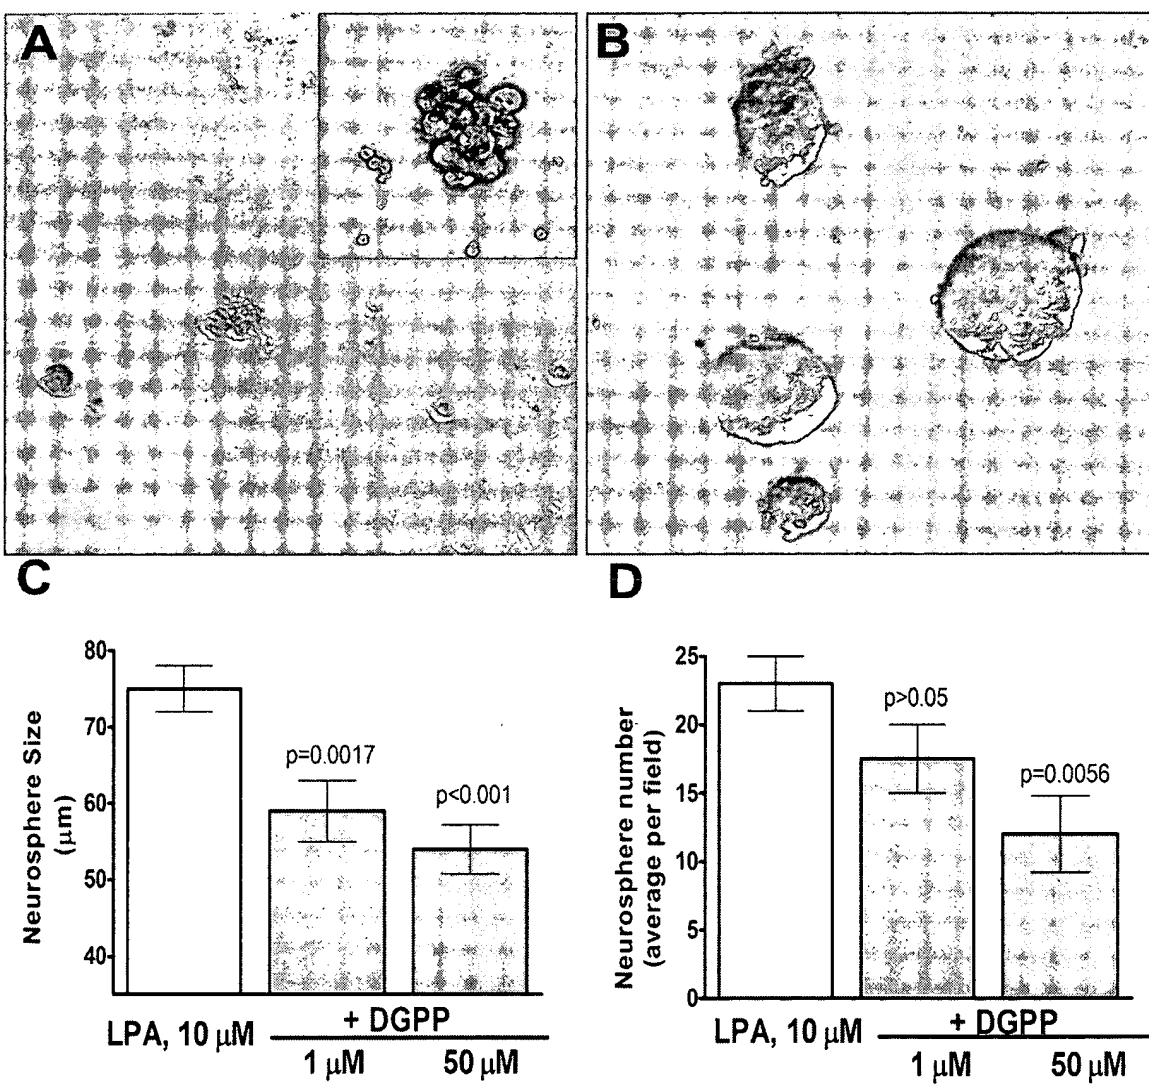 A
B
C
D
80
70
60
50
40
Neurosphere Size
(μm)
p=0.0017
p<0.001
LPA, 10 μM
+ DGPP
1 μM
50 μM
25
20
15
10
5
0
Neurosphere number
(average per field)
p>0.05
p=0.0056
LPA, 10 μM
+ DGPP
1 μM
50 μM